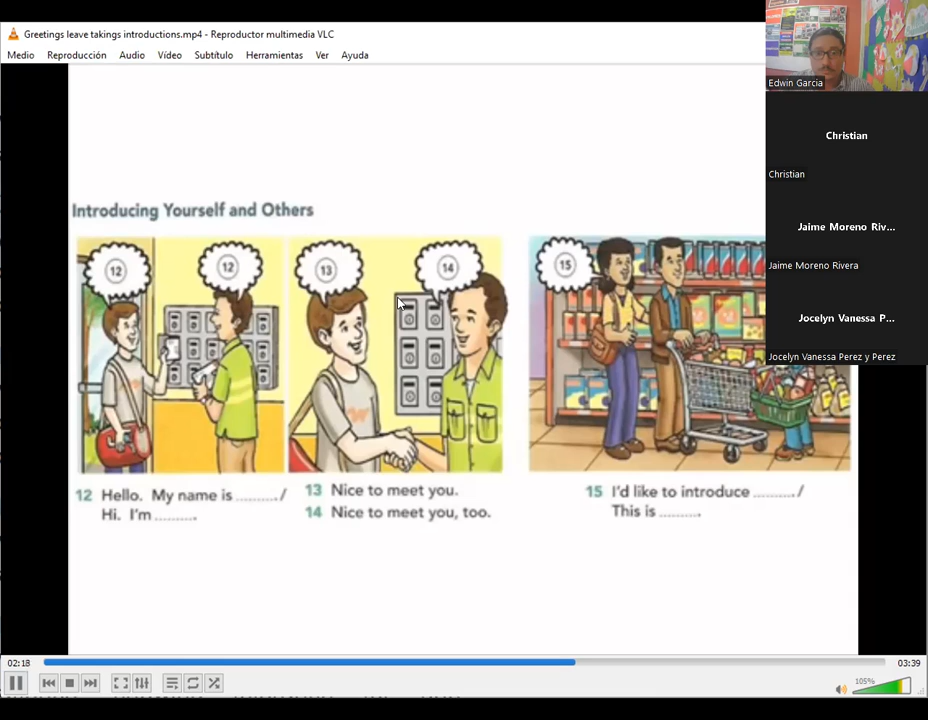 Greetings leave takings introductions.mp4 - Reproductor multimedia VLC
Medio Reproducción Audio Vídeo Subtítulo Herramientas Ver Ayuda
Edwin Garcia
Christian
Christian
Jaime Moreno Riv...
Jaime Moreno Rivera
Jocelyn Vanessa P...
Jocelyn Vanessa Perez y Perez
Introducing Yourself and Others
12
12
13
14
15
12 Hello. My name is ......... /
Hi. I'm ......... .
13 Nice to meet you.
14 Nice to meet you, too.
15 I'd like to introduce ......... /
This is ......... .
02:18
03:39
105%